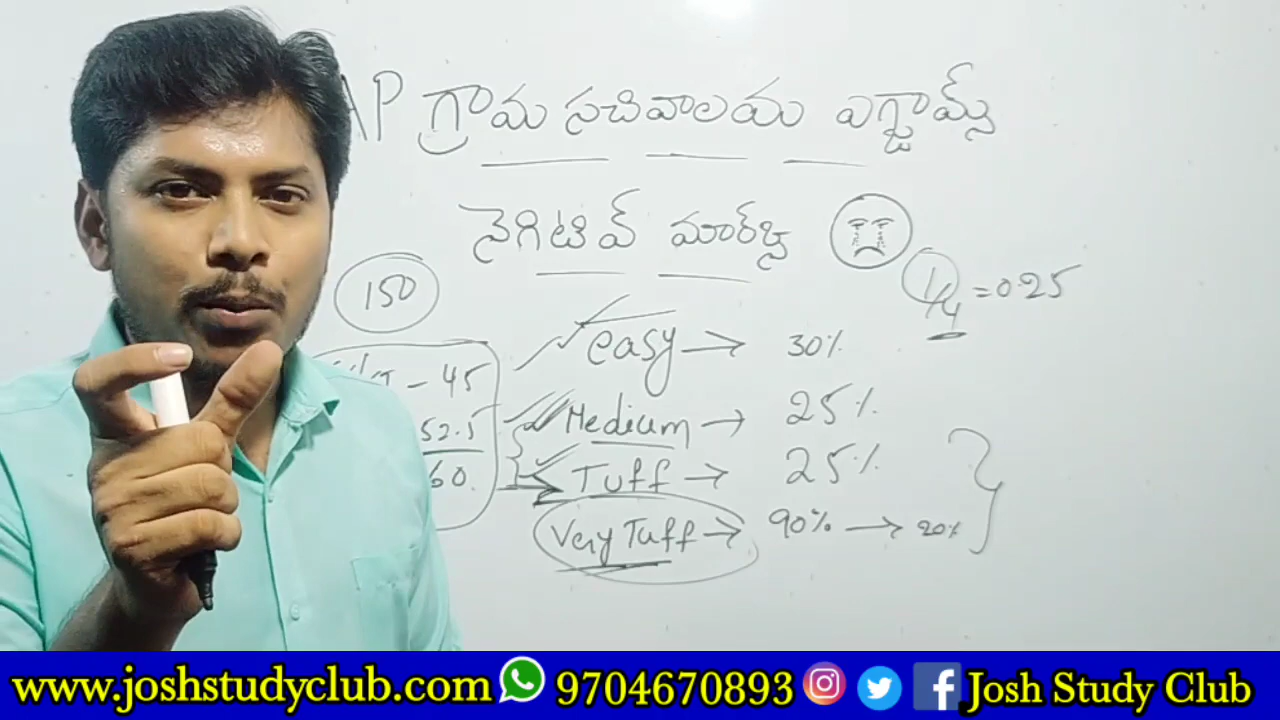 AP గ్రామ సచివాలయ ఎగ్జామ్స్
నెగిటివ్ మార్క్స్
150
1/4 = 0.25
easy → 30%
- 45
Medium → 25%
52.5
Tuff → 25%
60
Very Tuff → 90% → 20%
www.joshstudyclub.com 9704670893 Josh Study Club